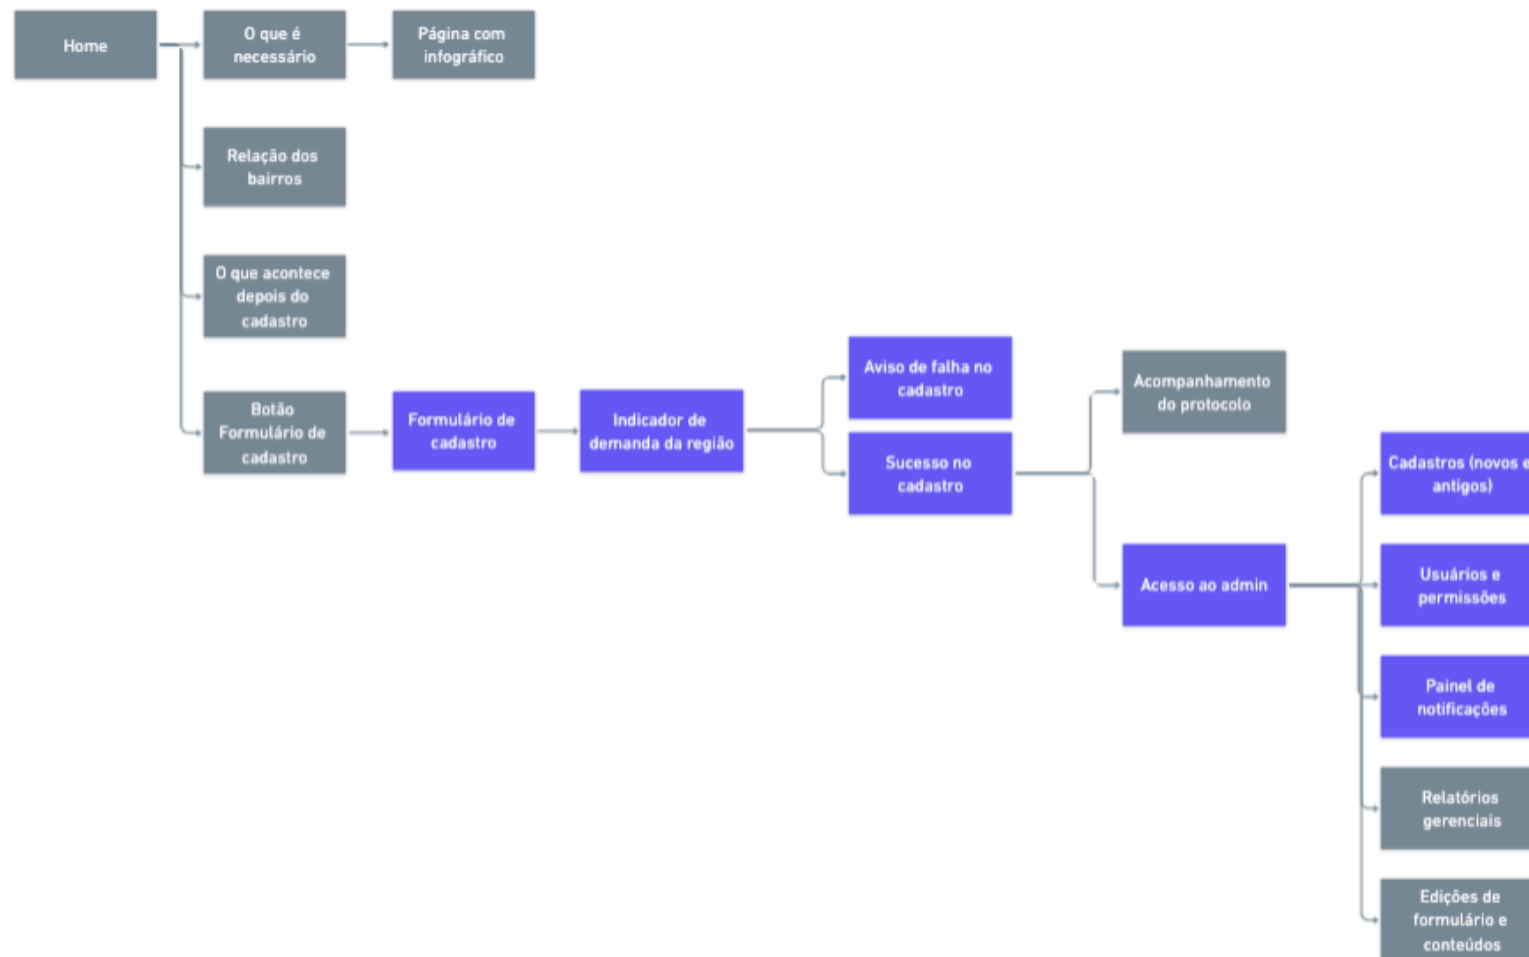 Home
O que é
necessário
Página com
infográfico
Relação dos
bairros
O que acontece
depois do
cadastro
Botão
Formulário de
cadastro
Formulário de
cadastro
Indicador de
demanda da região
Aviso de falha no
cadastro
Sucesso no
cadastro
Acompanhamento
do protocolo
Acesso ao admin
Cadastros (novos e
antigos)
Usuários e
permissões
Painel de
notificações
Relatórios
gerenciais
Edições de
formulário e
conteúdos